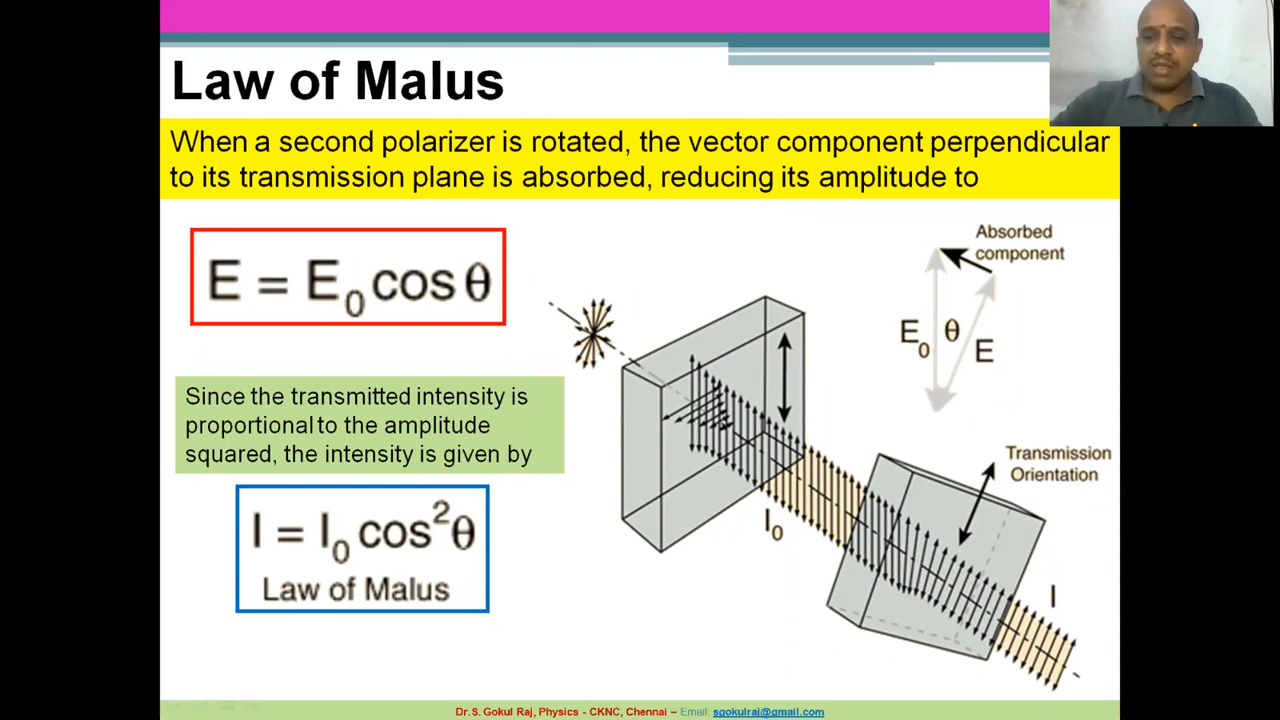 Law of Malus
When a second polarizer is rotated, the vector component perpendicular
to its transmission plane is absorbed, reducing its amplitude to
E = E₀ cos θ
Absorbed
component
E₀ θ E
Since the transmitted intensity is
proportional to the amplitude
squared, the intensity is given by
I = I₀ cos²θ
Law of Malus
Transmission
Orientation
I₀
I
Dr.S. Gokul Raj, Physics - CKNC, Chennai – Email: sgokulraj@gmail.com